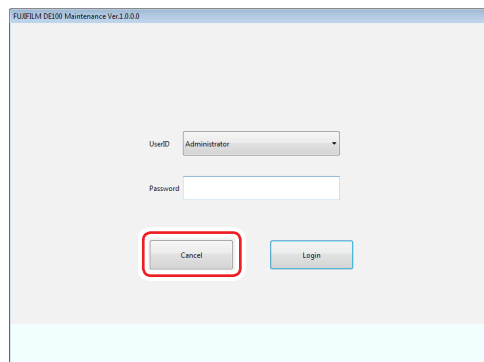 FUJIFILM DE100 Maintenance Ver.1.0.0.0
UserID Administrator
Password
Cancel Login